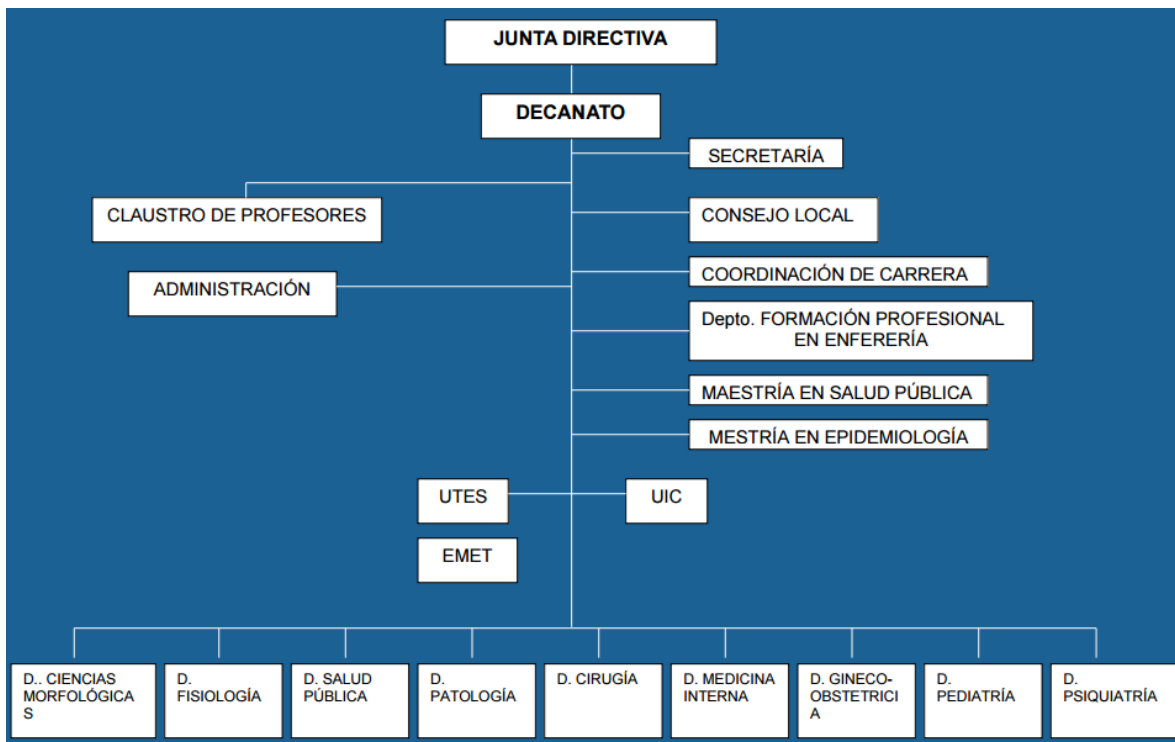 JUNTA DIRECTIVA
DECANATO
SECRETARÍA
CLAUSTRO DE PROFESORES
CONSEJO LOCAL
COORDINACIÓN DE CARRERA
ADMINISTRACIÓN
Depto. FORMACIÓN PROFESIONAL
EN ENFERERÍA
MAESTRÍA EN SALUD PÚBLICA
MESTRÍA EN EPIDEMIOLOGÍA
UTES
UIC
EMET
D.. CIENCIAS
MORFOLÓGICA
S
D.
FISIOLOGÍA
D. SALUD
PÚBLICA
D.
PATOLOGÍA
D. CIRUGÍA
D. MEDICINA
INTERNA
D. GINECO-
OBSTETRICI
A
D.
PEDIATRÍA
D.
PSIQUIATRÍA